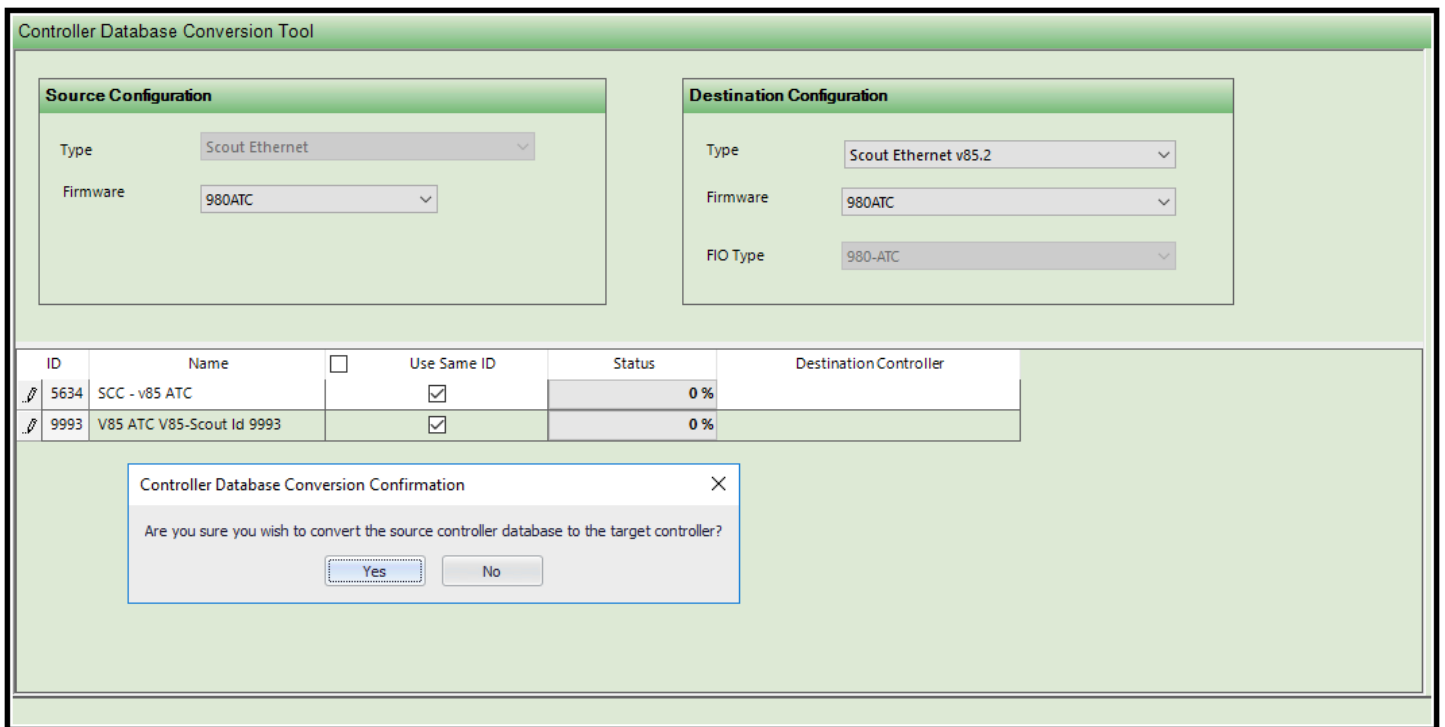 Controller Database Conversion Tool
Source Configuration
Type Scout Ethernet
Firmware 980ATC
Destination Configuration
Type Scout Ethernet v85.2
Firmware 980ATC
FIO Type 980-ATC
ID Name Use Same ID Status Destination Controller
5634 SCC - v85 ATC 0 %
9993 V85 ATC V85-Scout Id 9993 0 %
Controller Database Conversion Confirmation
Are you sure you wish to convert the source controller database to the target controller?
Yes No